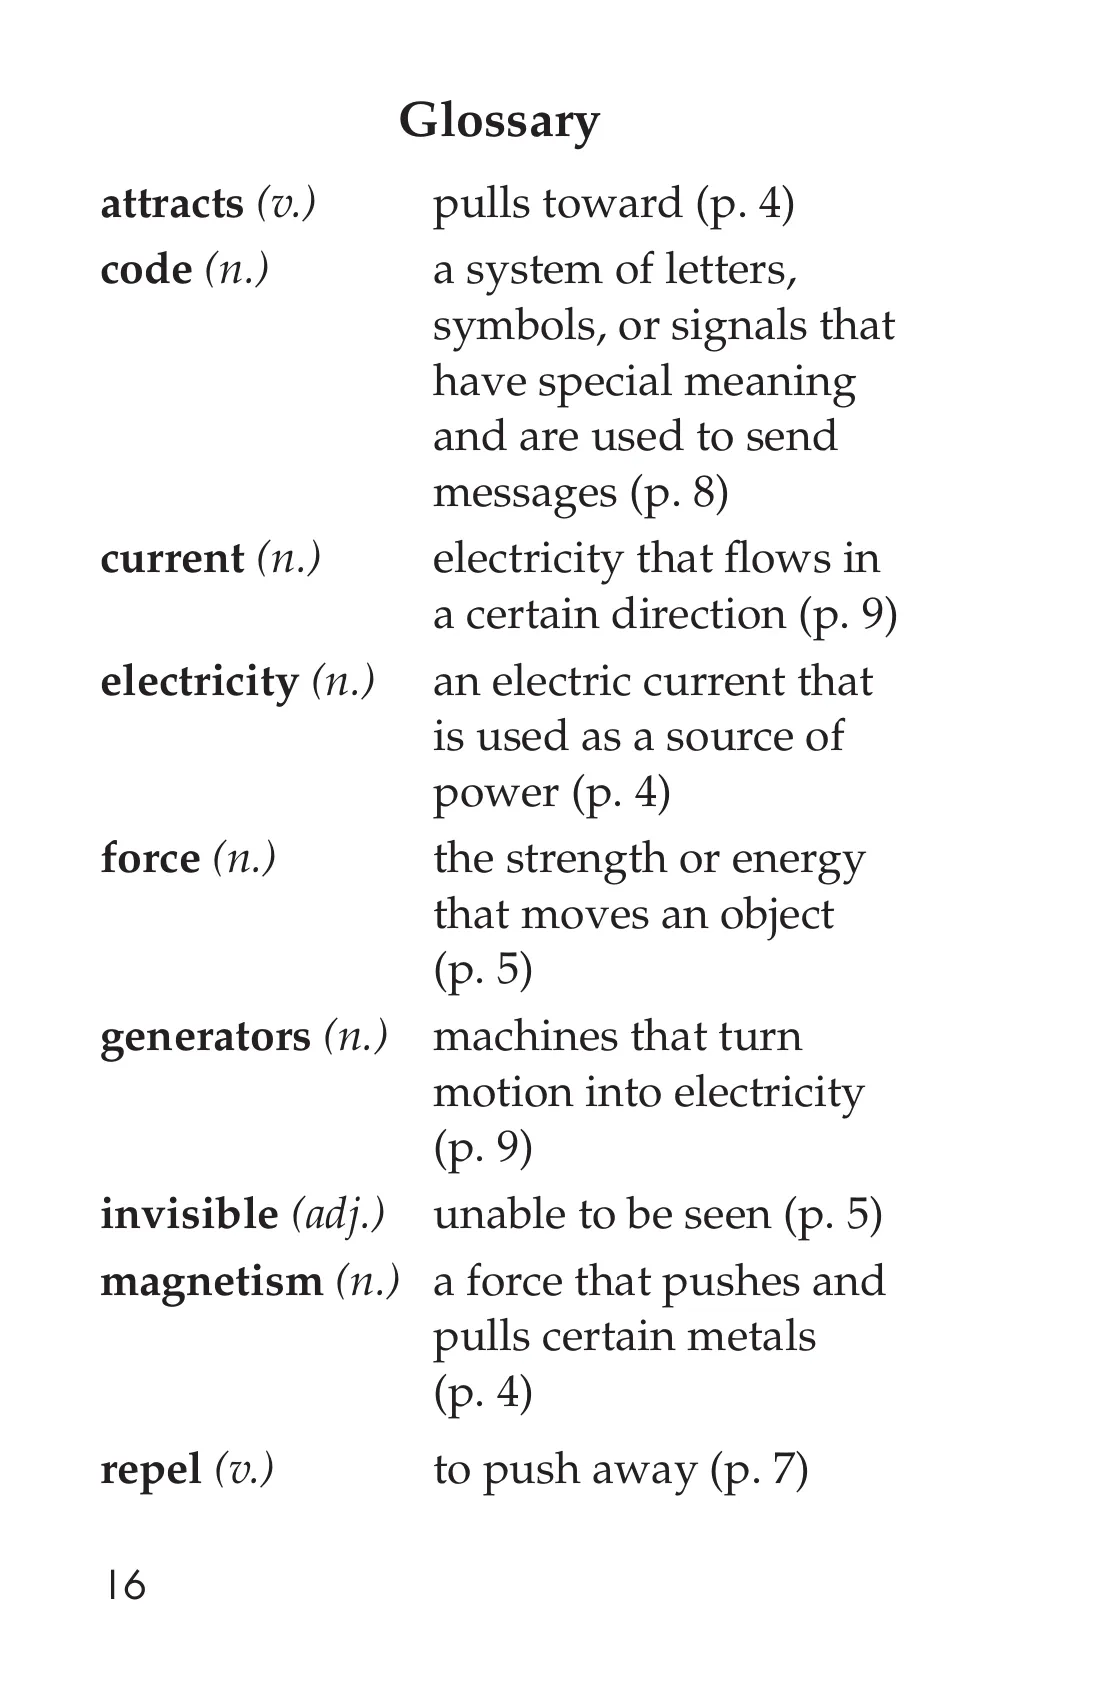 Glossary
attracts (v.) pulls toward (p. 4)
code (n.) a system of letters,
symbols, or signals that
have special meaning
and are used to send
messages (p. 8)
current (n.) electricity that flows in
a certain direction (p. 9)
electricity (n.) an electric current that
is used as a source of
power (p. 4)
force (n.) the strength or energy
that moves an object
(p. 5)
generators (n.) machines that turn
motion into electricity
(p. 9)
invisible (adj.) unable to be seen (p. 5)
magnetism (n.) a force that pushes and
pulls certain metals
(p. 4)
repel (v.) to push away (p. 7)
16